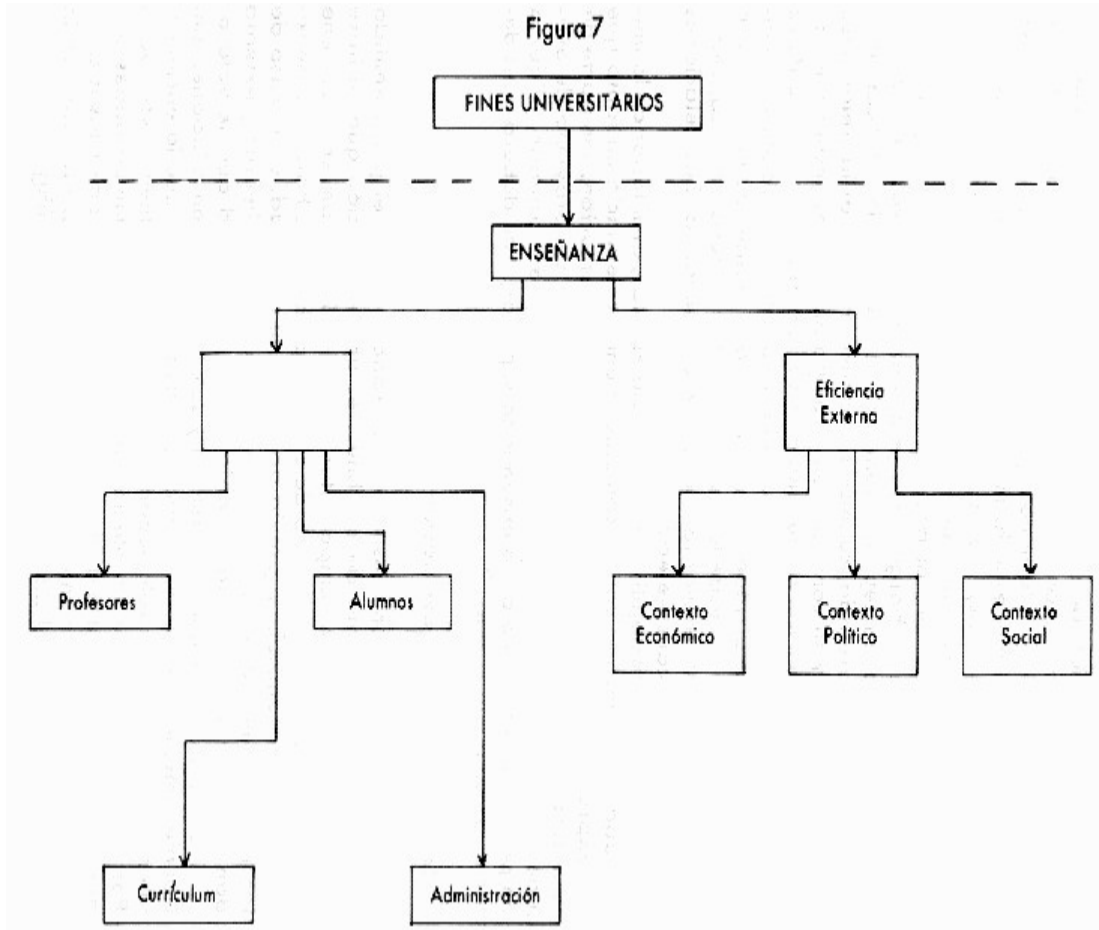 Figura 7
FINES UNIVERSITARIOS
ENSEÑANZA
Eficiencia
Externa
Profesores
Alumnos
Contexto
Económico
Contexto
Político
Contexto
Social
Currículum
Administración